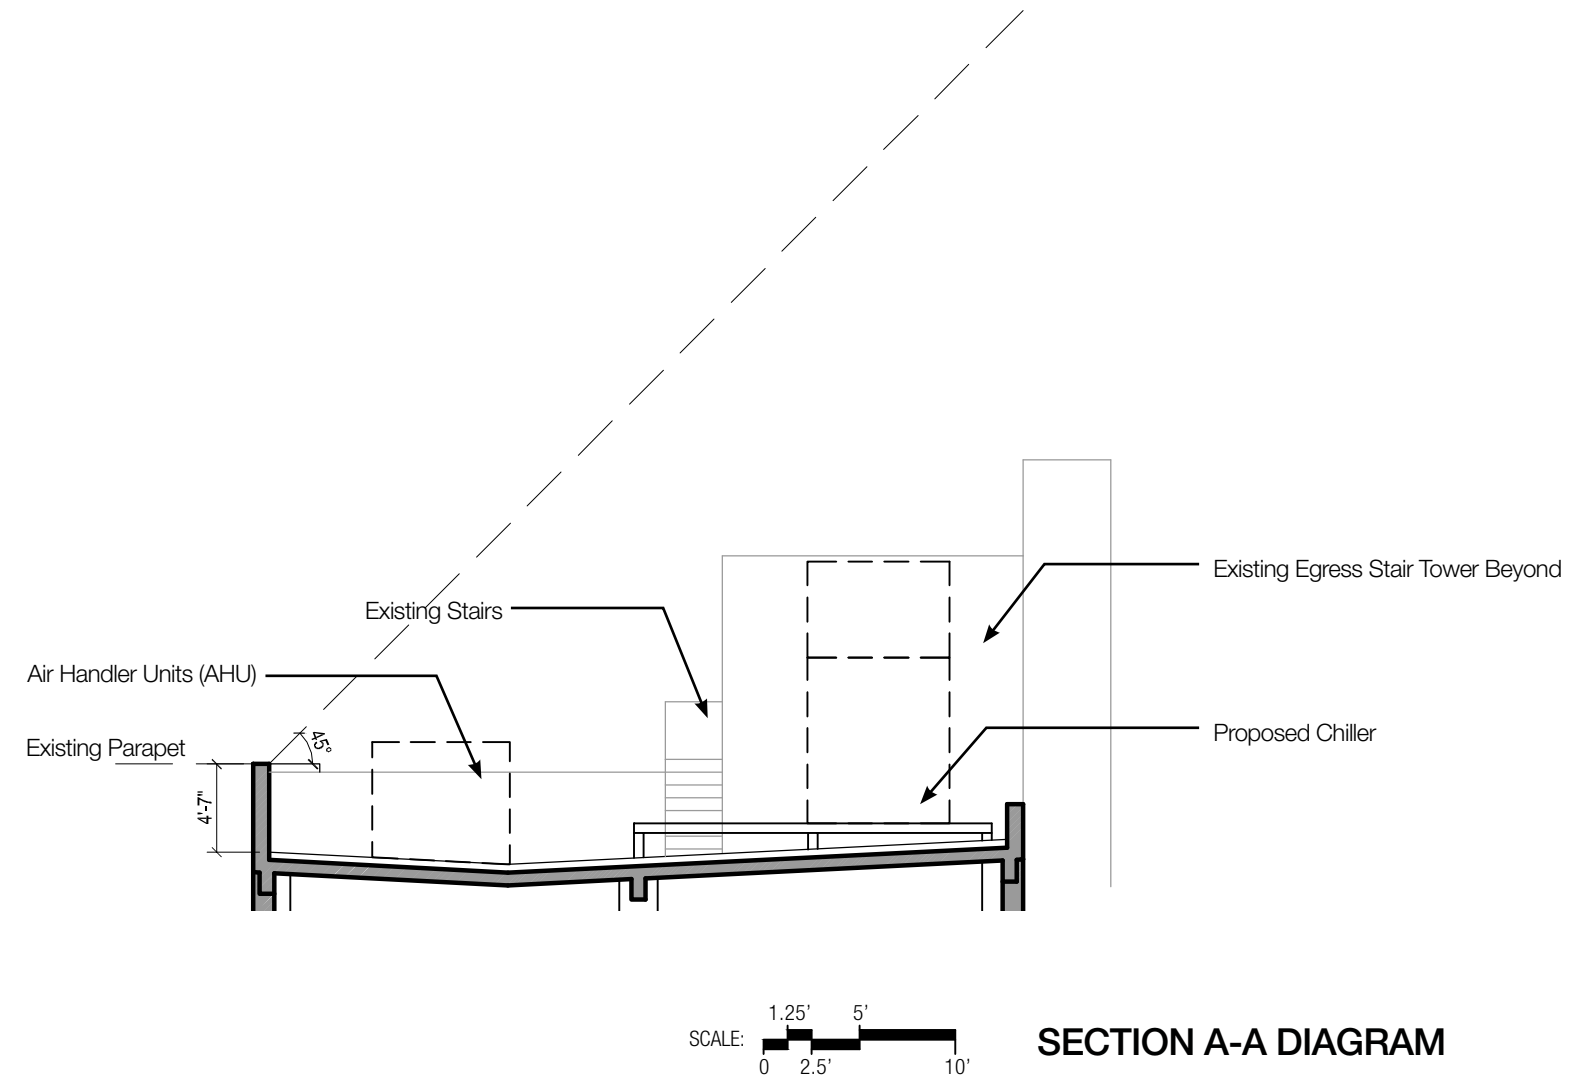 Existing Egress Stair Tower Beyond
Existing Stairs
Air Handler Units (AHU)
Proposed Chiller
Existing Parapet
45°
4'-7"
1.25’ 5’
SCALE:
0 2.5’ 10’
SECTION A-A DIAGRAM